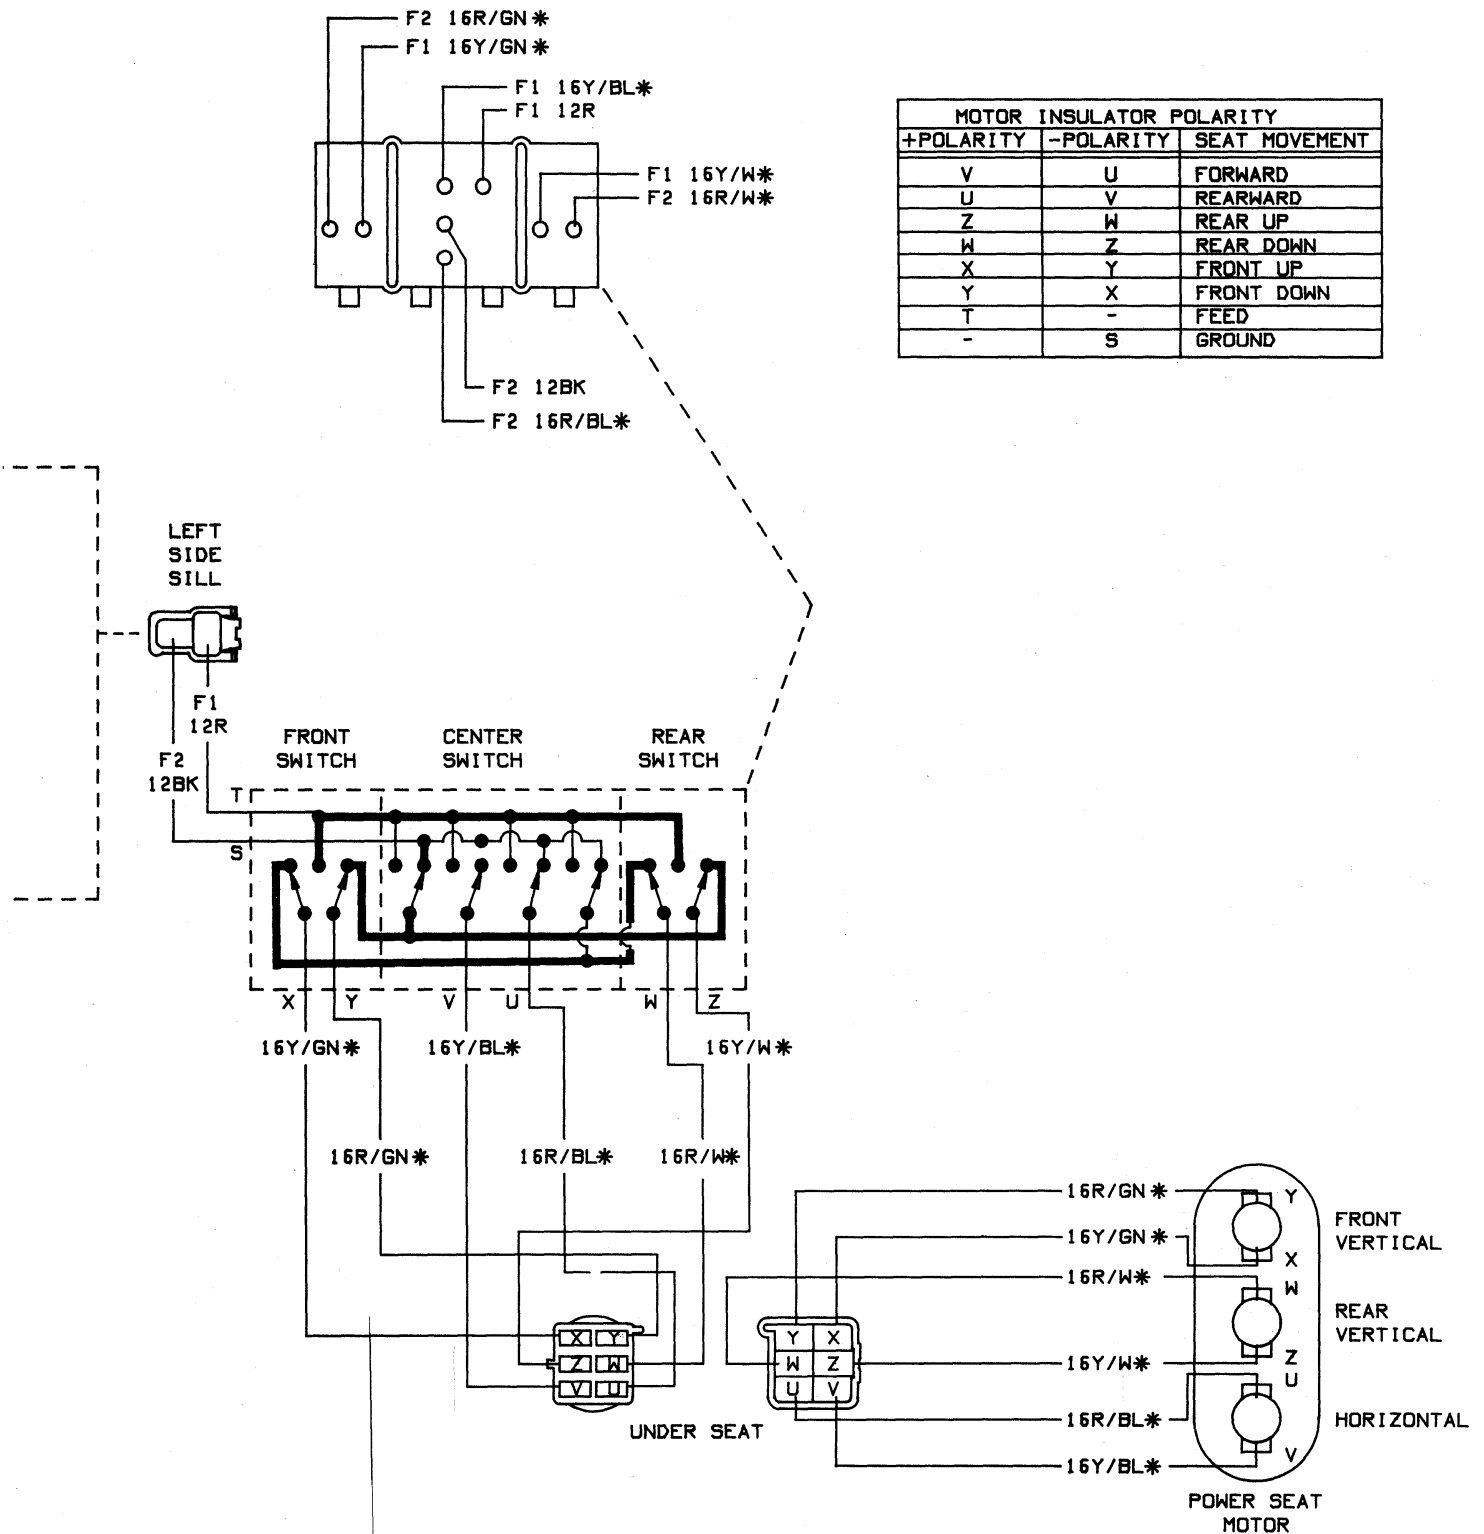 F2 16R/GN*
F1 16Y/GN*
F1 16Y/BL*
F1 12R
F1 16Y/W*
F2 16R/W*
F2 12BK
F2 16R/BL*
MOTOR INSULATOR POLARITY
+POLARITY -POLARITY SEAT MOVEMENT
V U FORWARD
U V REARWARD
Z W REAR UP
W Z REAR DOWN
X Y FRONT UP
Y X FRONT DOWN
T - FEED
- S GROUND
LEFT
SIDE
SILL
F1
12R
F2
12BK
FRONT
SWITCH
CENTER
SWITCH
REAR
SWITCH
T
S
X Y V U W Z
16Y/GN* 16Y/BL* 16Y/W*
16R/GN* 16R/BL* 16R/W*
X Y
Z W
V U
UNDER SEAT
Y X
W Z
U V
16R/GN*
16Y/GN*
16R/W*
16Y/W*
16R/BL*
16Y/BL*
Y
X
W
Z
U
V
FRONT
VERTICAL
REAR
VERTICAL
HORIZONTAL
POWER SEAT
MOTOR